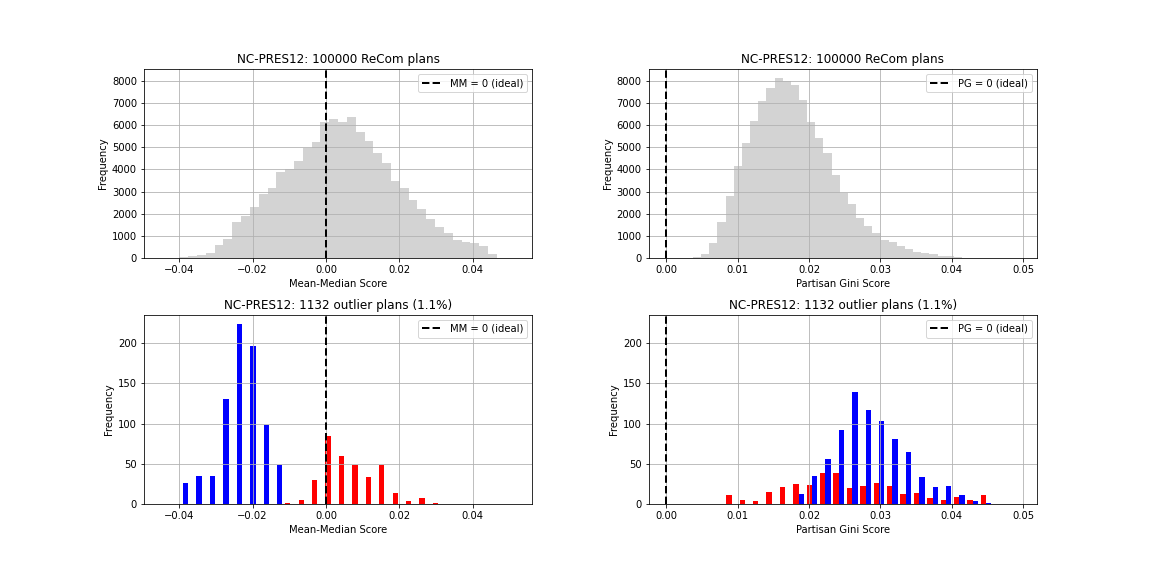 NC-PRES12: 100000 ReCom plans
MM = 0 (ideal)
Frequency
8000
7000
6000
5000
4000
3000
2000
1000
0
−0.04 −0.02 0.00 0.02 0.04
Mean-Median Score
NC-PRES12: 100000 ReCom plans
PG = 0 (ideal)
Frequency
8000
7000
6000
5000
4000
3000
2000
1000
0
0.00 0.01 0.02 0.03 0.04 0.05
Partisan Gini Score
NC-PRES12: 1132 outlier plans (1.1%)
MM = 0 (ideal)
Frequency
200
150
100
50
0
−0.04 −0.02 0.00 0.02 0.04
Mean-Median Score
NC-PRES12: 1132 outlier plans (1.1%)
PG = 0 (ideal)
Frequency
200
150
100
50
0
0.00 0.01 0.02 0.03 0.04 0.05
Partisan Gini Score